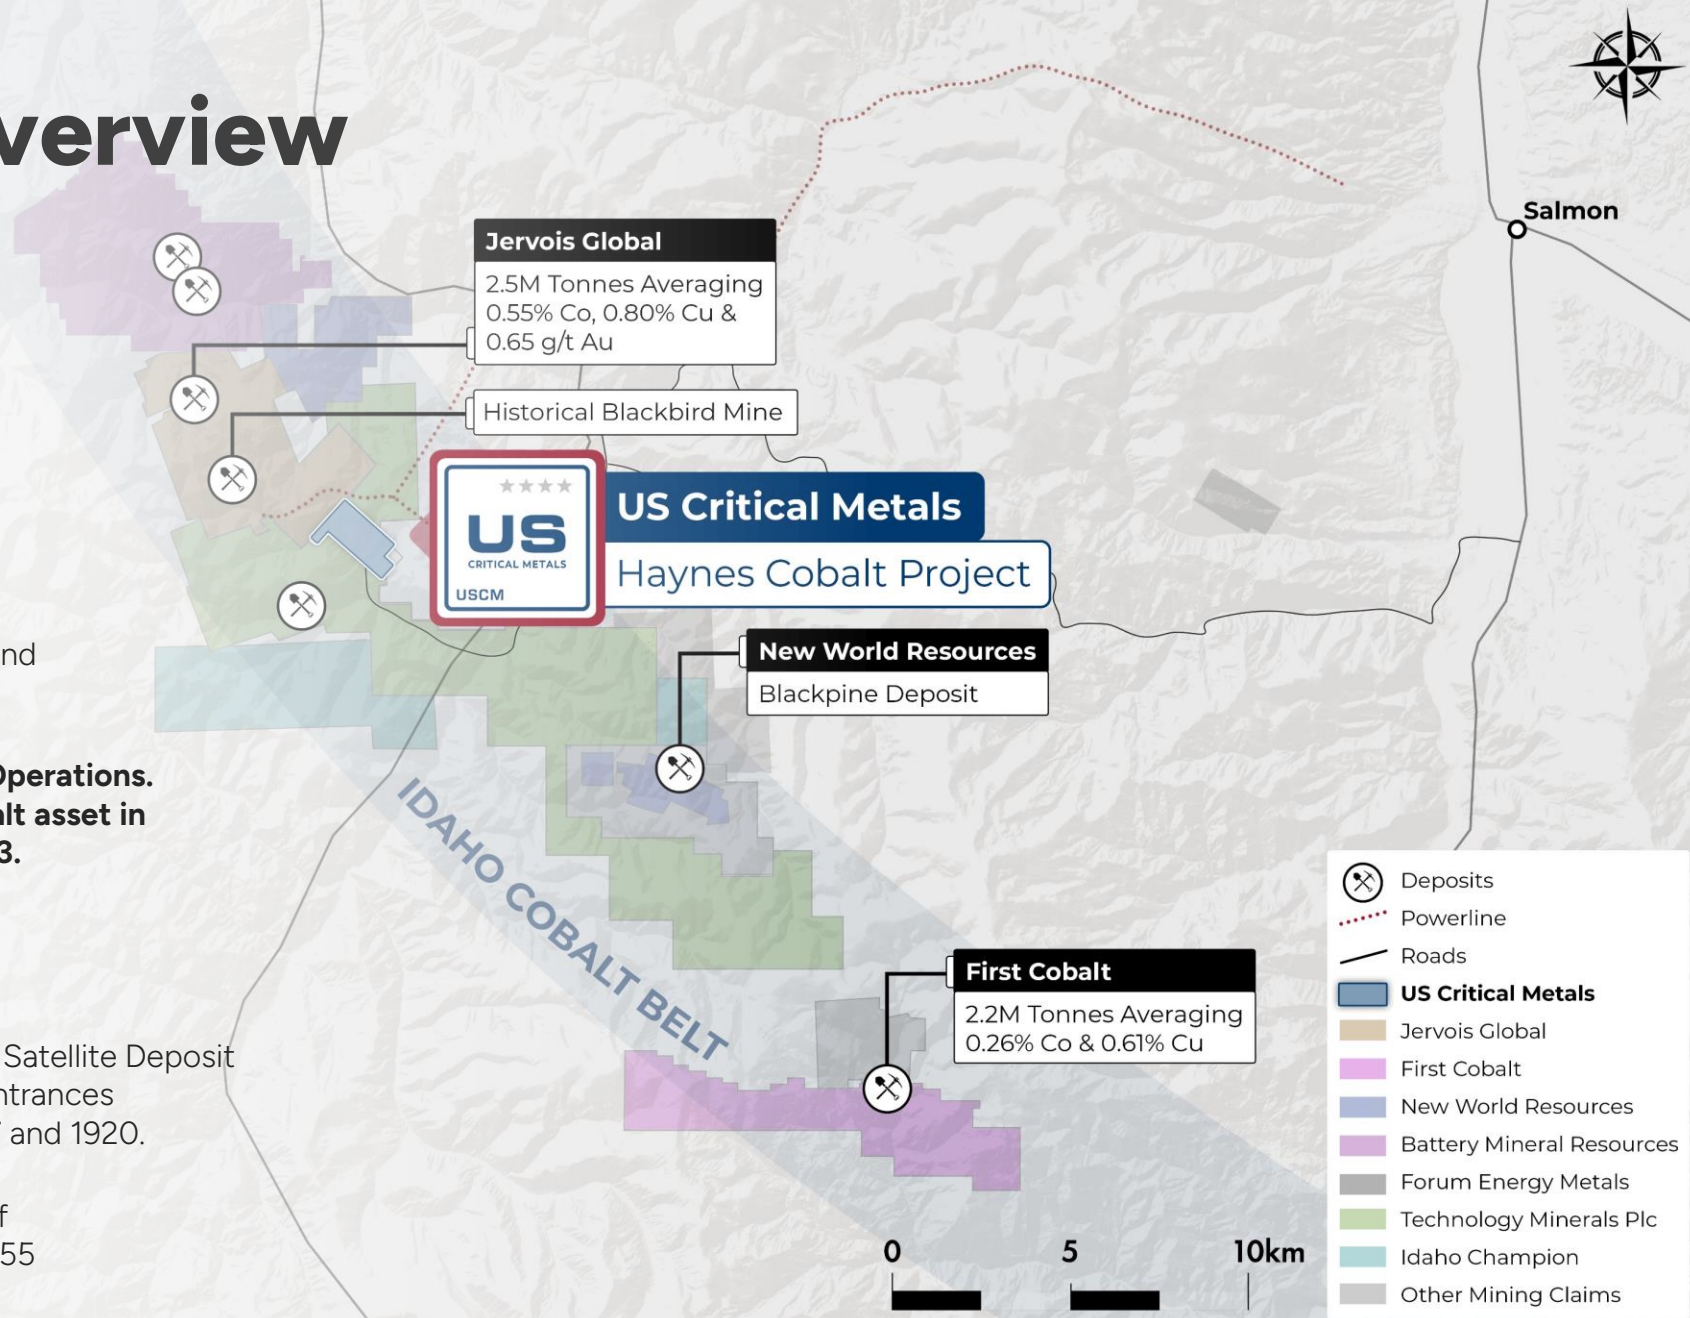 verview
Salmon
Jervois Global
2.5M Tonnes Averaging
0.55% Co, 0.80% Cu &
0.65 g/t Au
Historical Blackbird Mine
US
CRITICAL METALS
USCM
US Critical Metals
Haynes Cobalt Project
nd
New World Resources
Blackpine Deposit
Operations.
lt asset in
3.
IDAHO COBALT BELT
First Cobalt
2.2M Tonnes Averaging
0.26% Co & 0.61% Cu
Satellite Deposit
ntrances
and 1920.
f
55
0 5 10km
Deposits
Powerline
Roads
US Critical Metals
Jervois Global
First Cobalt
New World Resources
Battery Mineral Resources
Forum Energy Metals
Technology Minerals Plc
Idaho Champion
Other Mining Claims